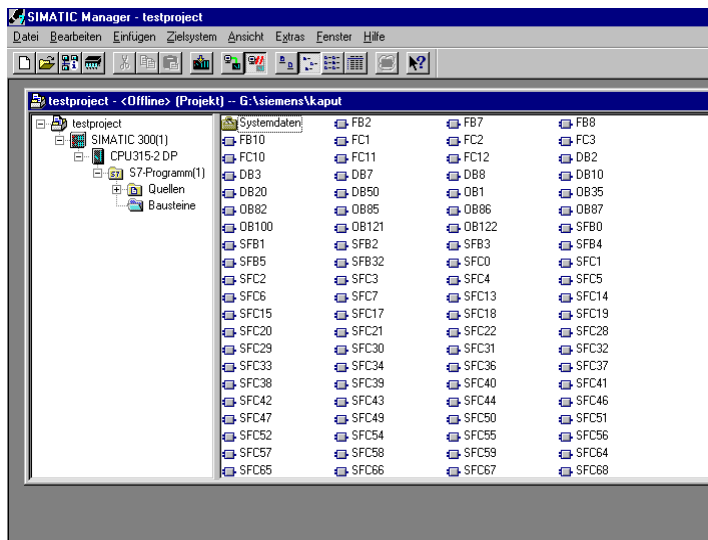 SIMATIC Manager - testproject
Datei Bearbeiten Einfügen Zielsystem Ansicht Extras Fenster Hilfe
testproject - <Offline> (Projekt) -- G:\siemens\kaput
testproject
SIMATIC 300(1)
CPU315-2 DP
S7-Programm(1)
Quellen
Bausteine
Systemdaten FB2 FB7 FB8
FB10 FC1 FC2 FC3
FC10 FC11 FC12 DB2
DB3 DB7 DB8 DB10
DB20 DB50 OB1 OB35
OB82 OB85 OB86 OB87
OB100 OB121 OB122 SFB0
SFB1 SFB2 SFB3 SFB4
SFB5 SFB32 SFC0 SFC1
SFC2 SFC3 SFC4 SFC5
SFC6 SFC7 SFC13 SFC14
SFC15 SFC17 SFC18 SFC19
SFC20 SFC21 SFC22 SFC28
SFC29 SFC30 SFC31 SFC32
SFC33 SFC34 SFC36 SFC37
SFC38 SFC39 SFC40 SFC41
SFC42 SFC43 SFC44 SFC46
SFC47 SFC49 SFC50 SFC51
SFC52 SFC54 SFC55 SFC56
SFC57 SFC58 SFC59 SFC64
SFC65 SFC66 SFC67 SFC68